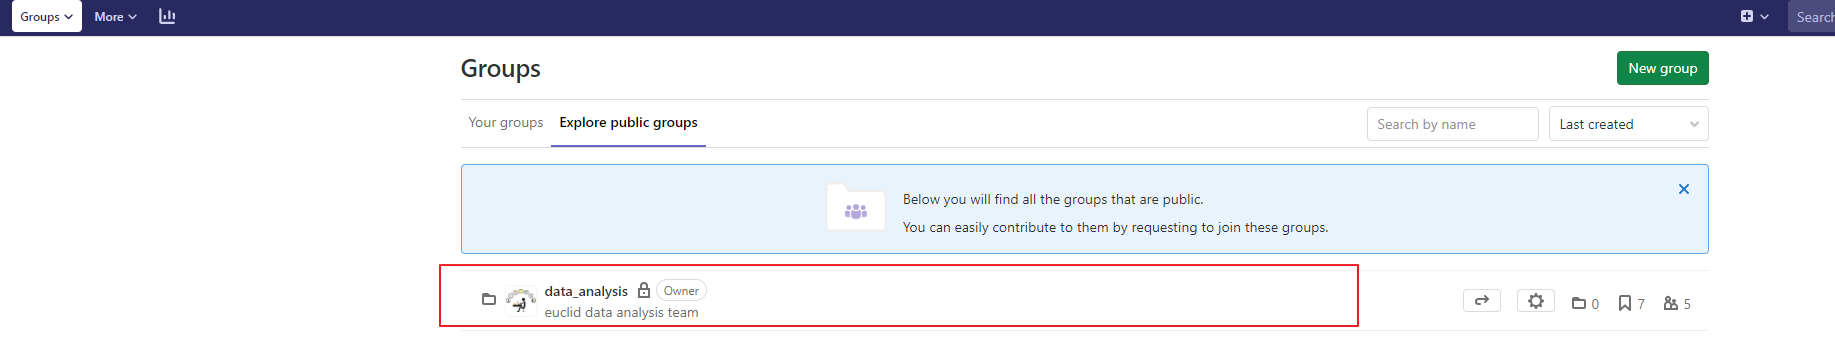 Groups More Search
Groups New group
Your groups Explore public groups Search by name Last created
Below you will find all the groups that are public.
You can easily contribute to them by requesting to join these groups.
data_analysis Owner
euclid data analysis team
0 7 5